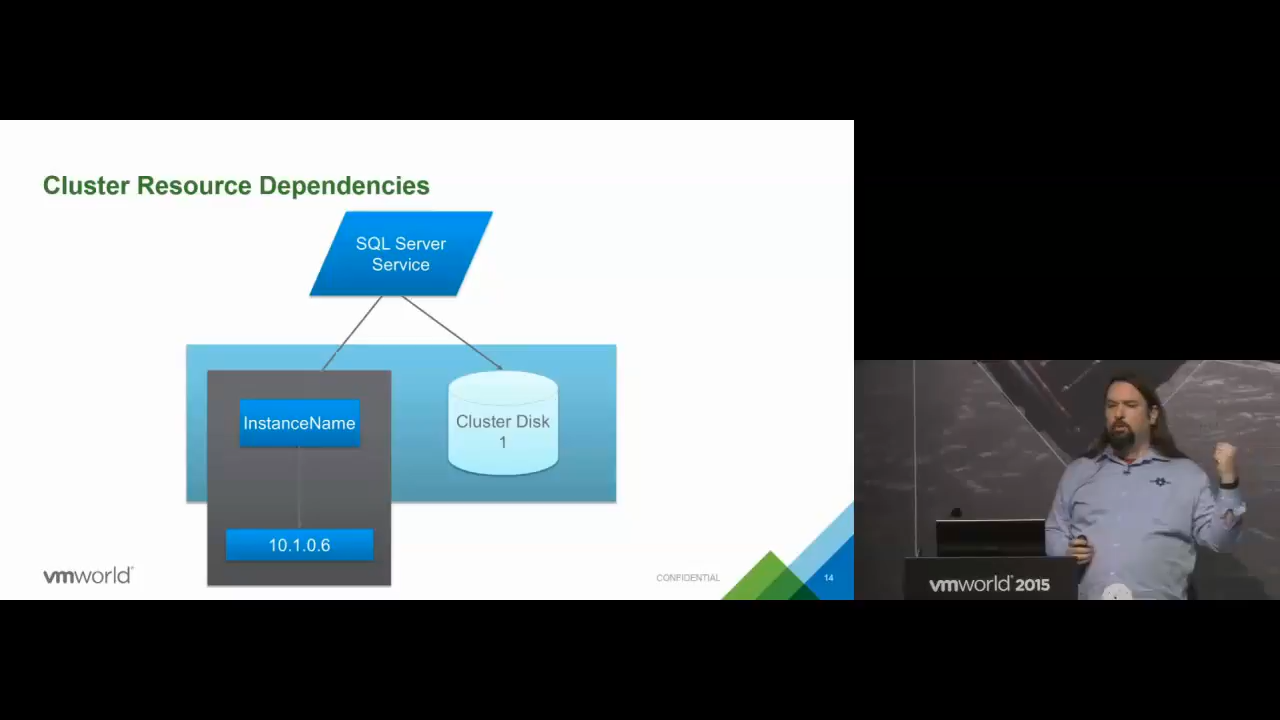 Cluster Resource Dependencies
SQL Server
Service
InstanceName
Cluster Disk
1
10.1.0.6
vmworld
CONFIDENTIAL
14
vmworld 2015